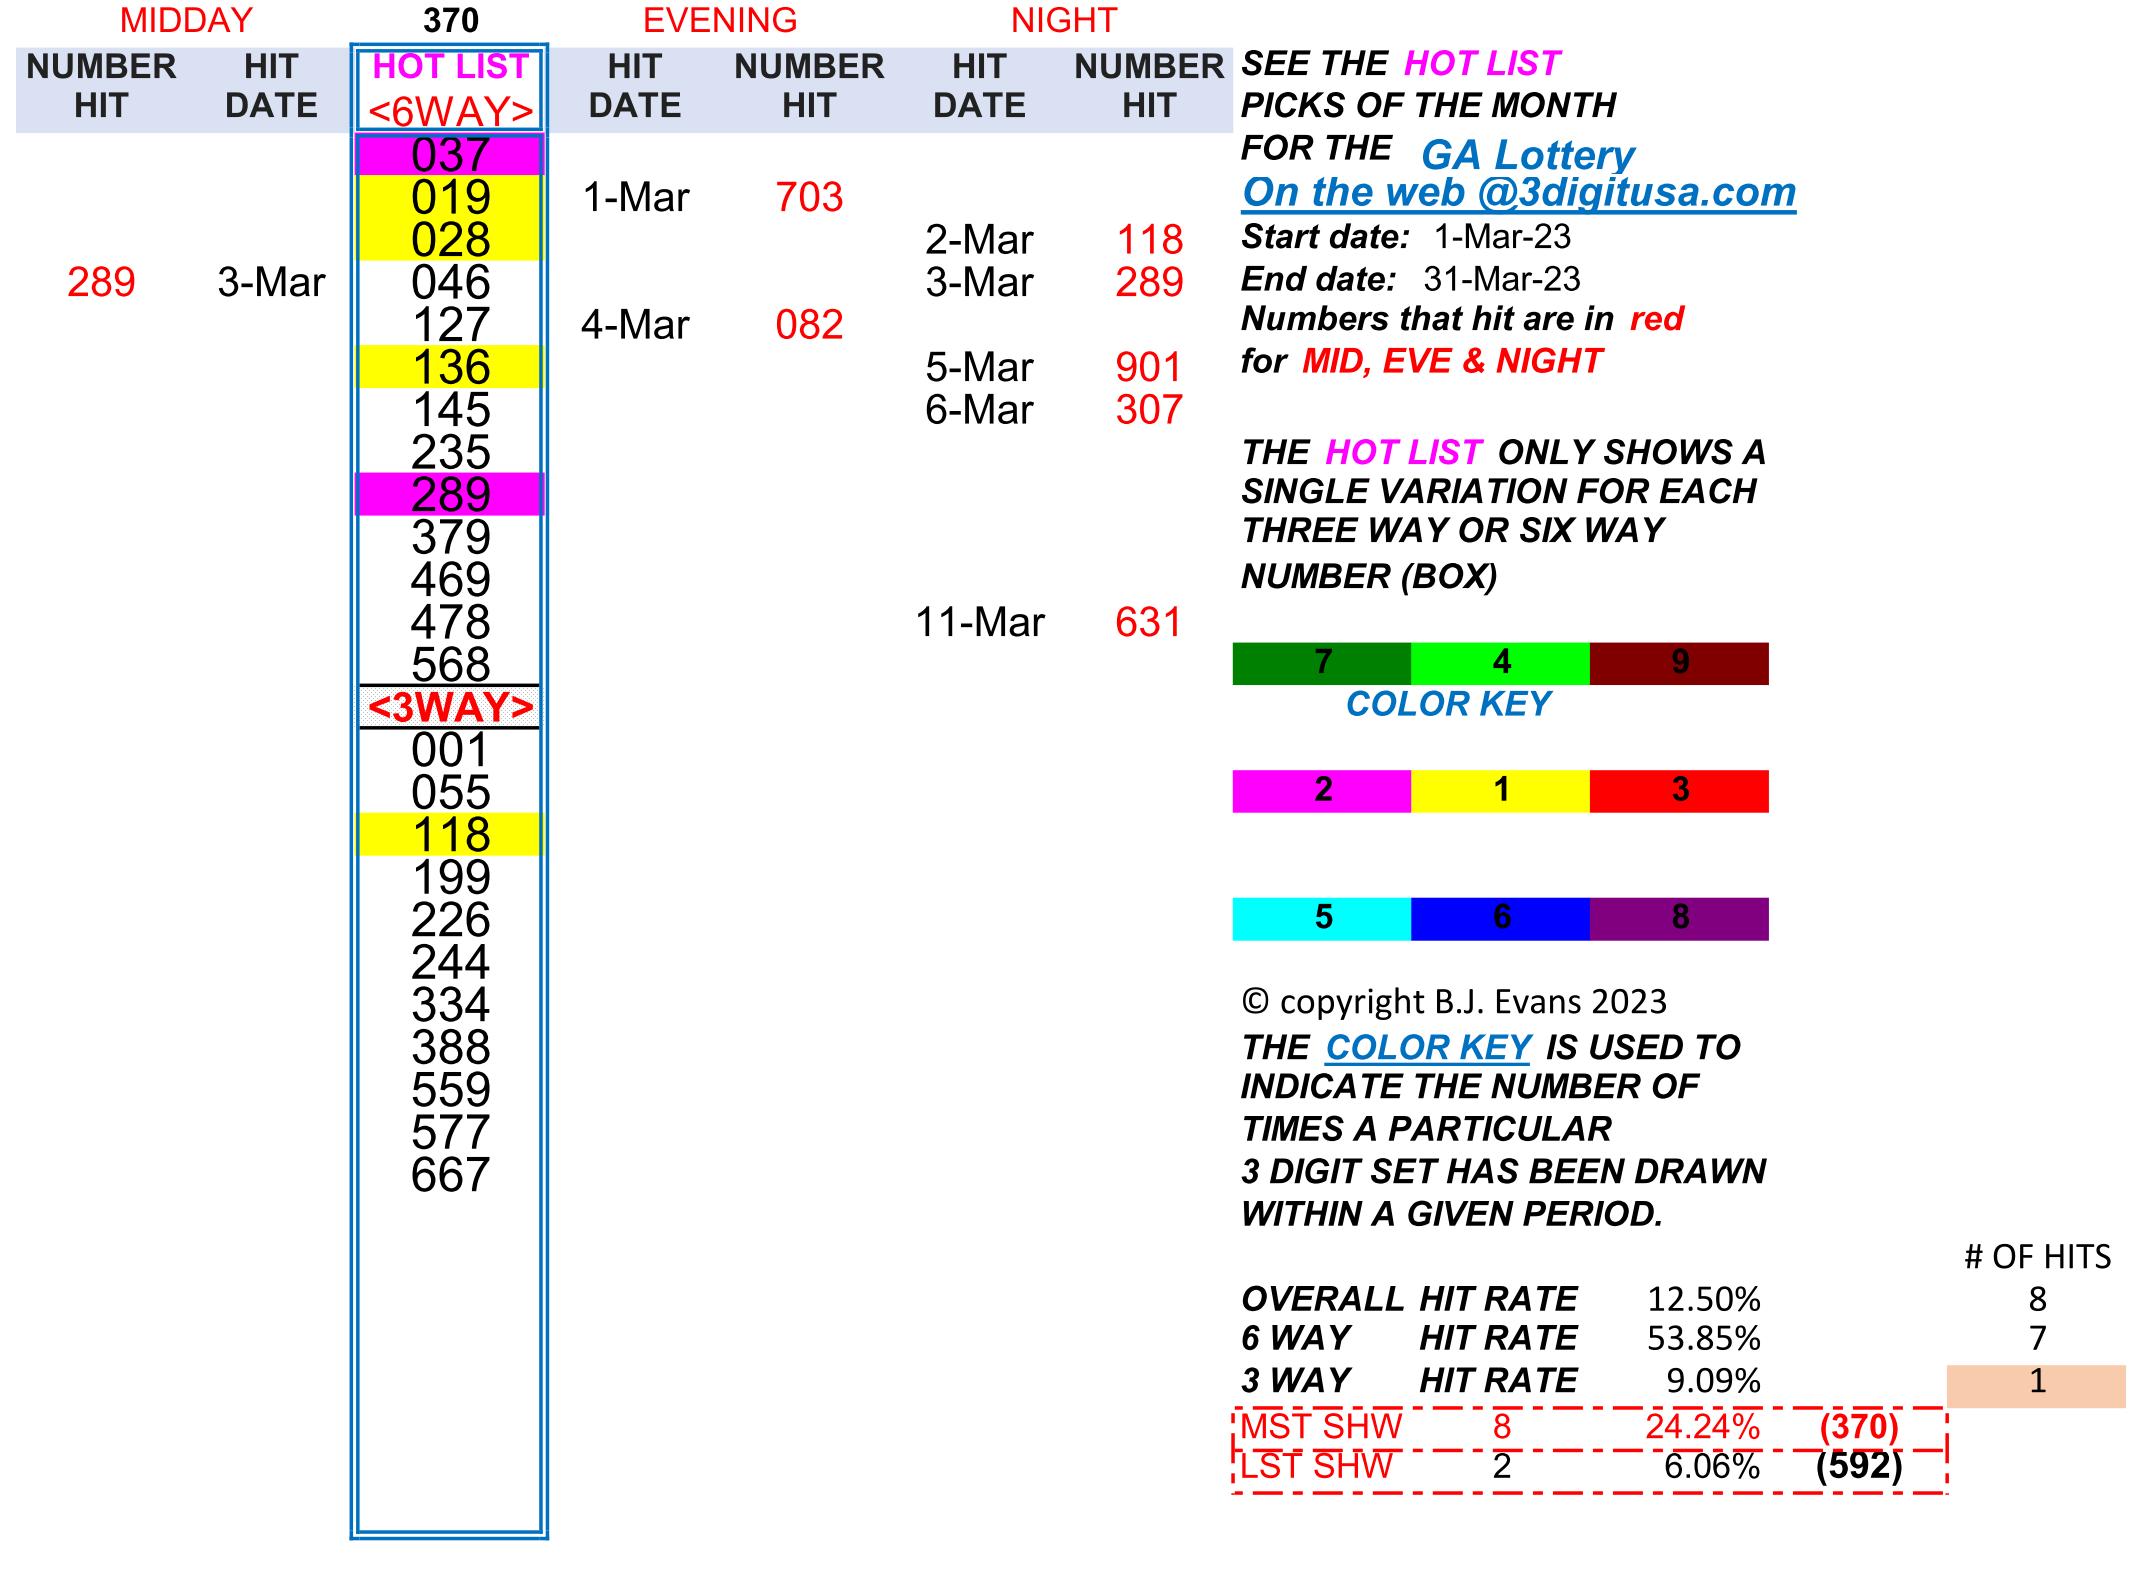 MIDDAY 370 EVENING NIGHT
NUMBER HIT HOT LIST HIT NUMBER HIT NUMBER
HIT DATE <6WAY> DATE HIT DATE HIT
SEE THE HOT LIST
PICKS OF THE MONTH
FOR THE GA Lottery
037
019 1-Mar 703 On the web @3digitusa.com
028 2-Mar 118 Start date: 1-Mar-23
289 3-Mar 046 3-Mar 289 End date: 31-Mar-23
127 4-Mar 082 Numbers that hit are in red
136 5-Mar 901 for MID, EVE & NIGHT
145 6-Mar 307
235 THE HOT LIST ONLY SHOWS A
289 SINGLE VARIATION FOR EACH
379 THREE WAY OR SIX WAY
469 NUMBER (BOX)
478 11-Mar 631
568 7 4 9
<3WAY> COLOR KEY
001
055 2 1 3
118
199
226 5 6 8
244
334 © copyright B.J. Evans 2023
388 THE COLOR KEY IS USED TO
559 INDICATE THE NUMBER OF
577 TIMES A PARTICULAR
667 3 DIGIT SET HAS BEEN DRAWN
WITHIN A GIVEN PERIOD.
# OF HITS
OVERALL HIT RATE 12.50% 8
6 WAY HIT RATE 53.85% 7
3 WAY HIT RATE 9.09% 1
MST SHW 8 24.24% (370)
LST SHW 2 6.06% (592)